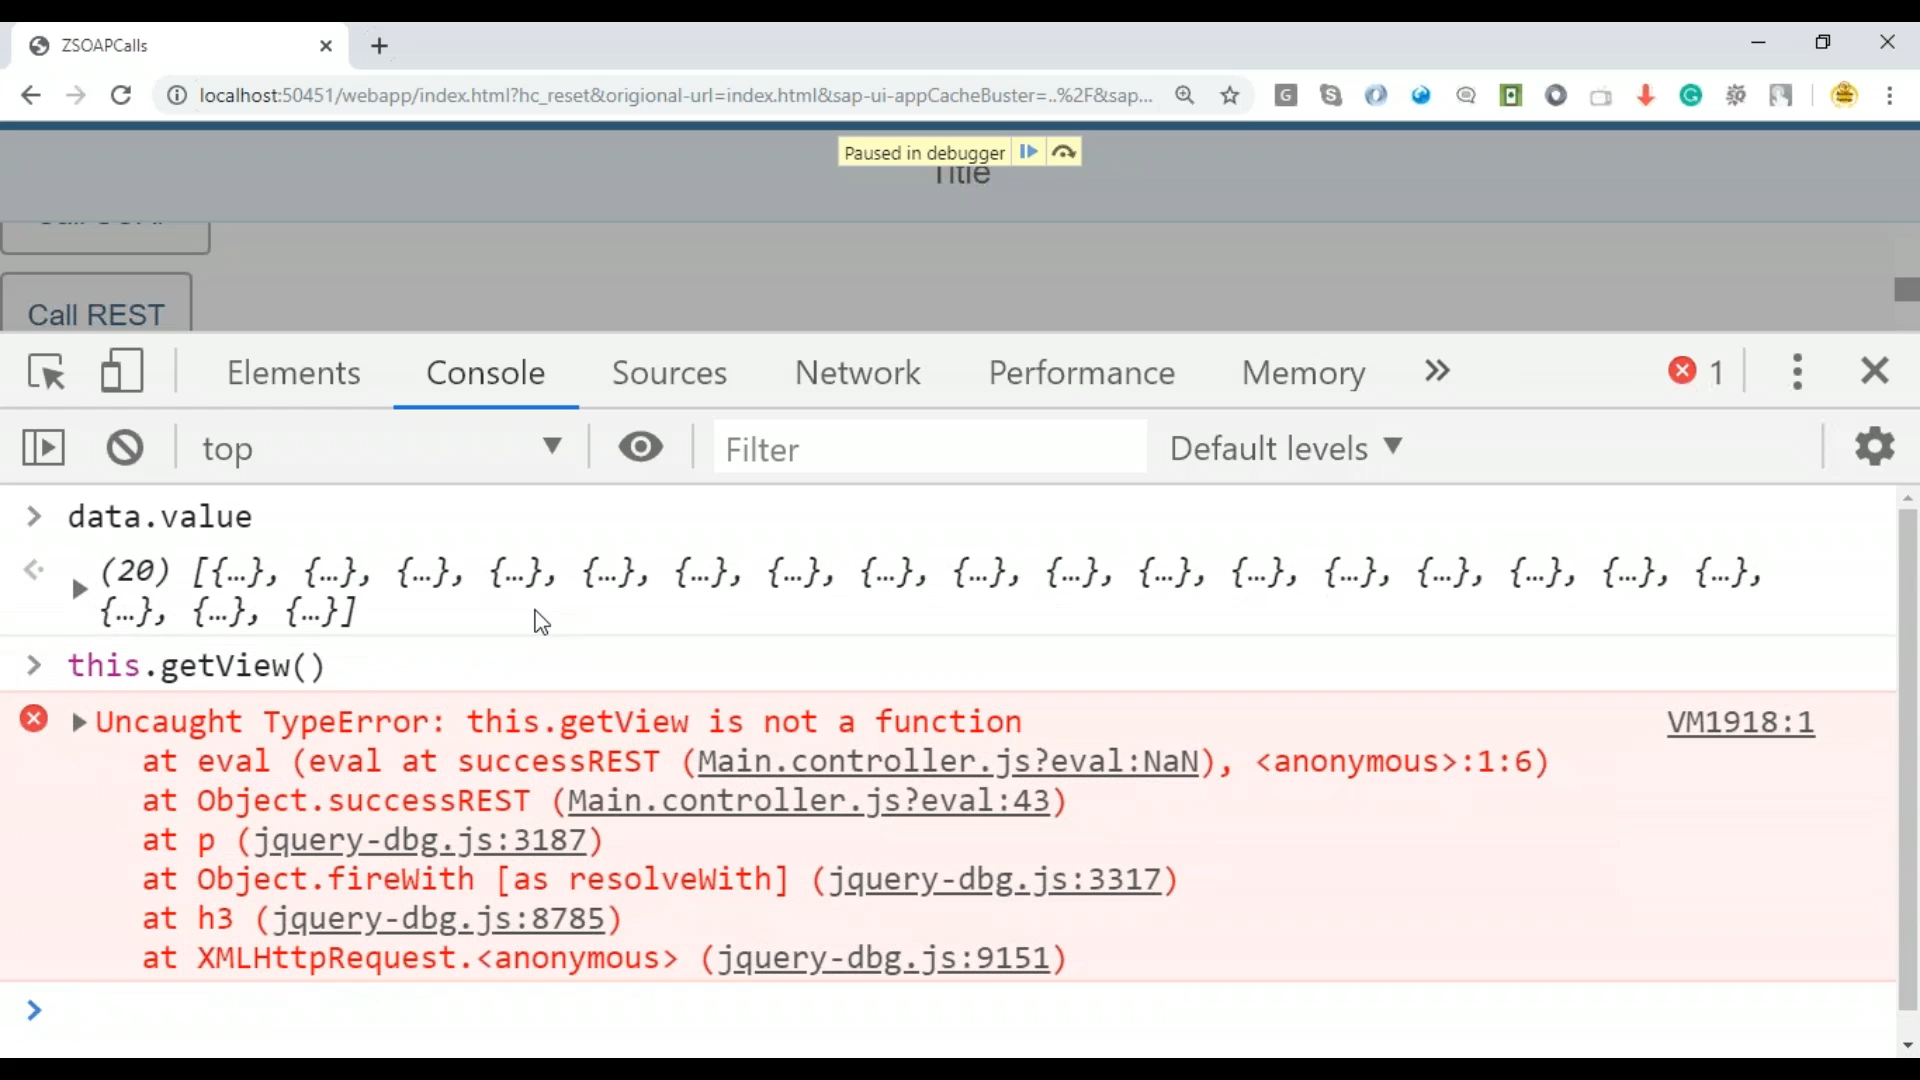 ZSOAPCalls
localhost:50451/webapp/index.html?hc_reset&origional-url=index.html&sap-ui-appCacheBuster=..%2F&sap...
Paused in debugger
Title
Call REST
Elements Console Sources Network Performance Memory 1
top Filter Default levels
data.value
(20) [{…}, {…}, {…}, {…}, {…}, {…}, {…}, {…}, {…}, {…}, {…}, {…}, {…}, {…}, {…}, {…}, {…},
{…}, {…}, {…}]
this.getView()
Uncaught TypeError: this.getView is not a function VM1918:1
at eval (eval at successREST (Main.controller.js?eval:NaN), <anonymous>:1:6)
at Object.successREST (Main.controller.js?eval:43)
at p (jquery-dbg.js:3187)
at Object.fireWith [as resolveWith] (jquery-dbg.js:3317)
at h3 (jquery-dbg.js:8785)
at XMLHttpRequest.<anonymous> (jquery-dbg.js:9151)